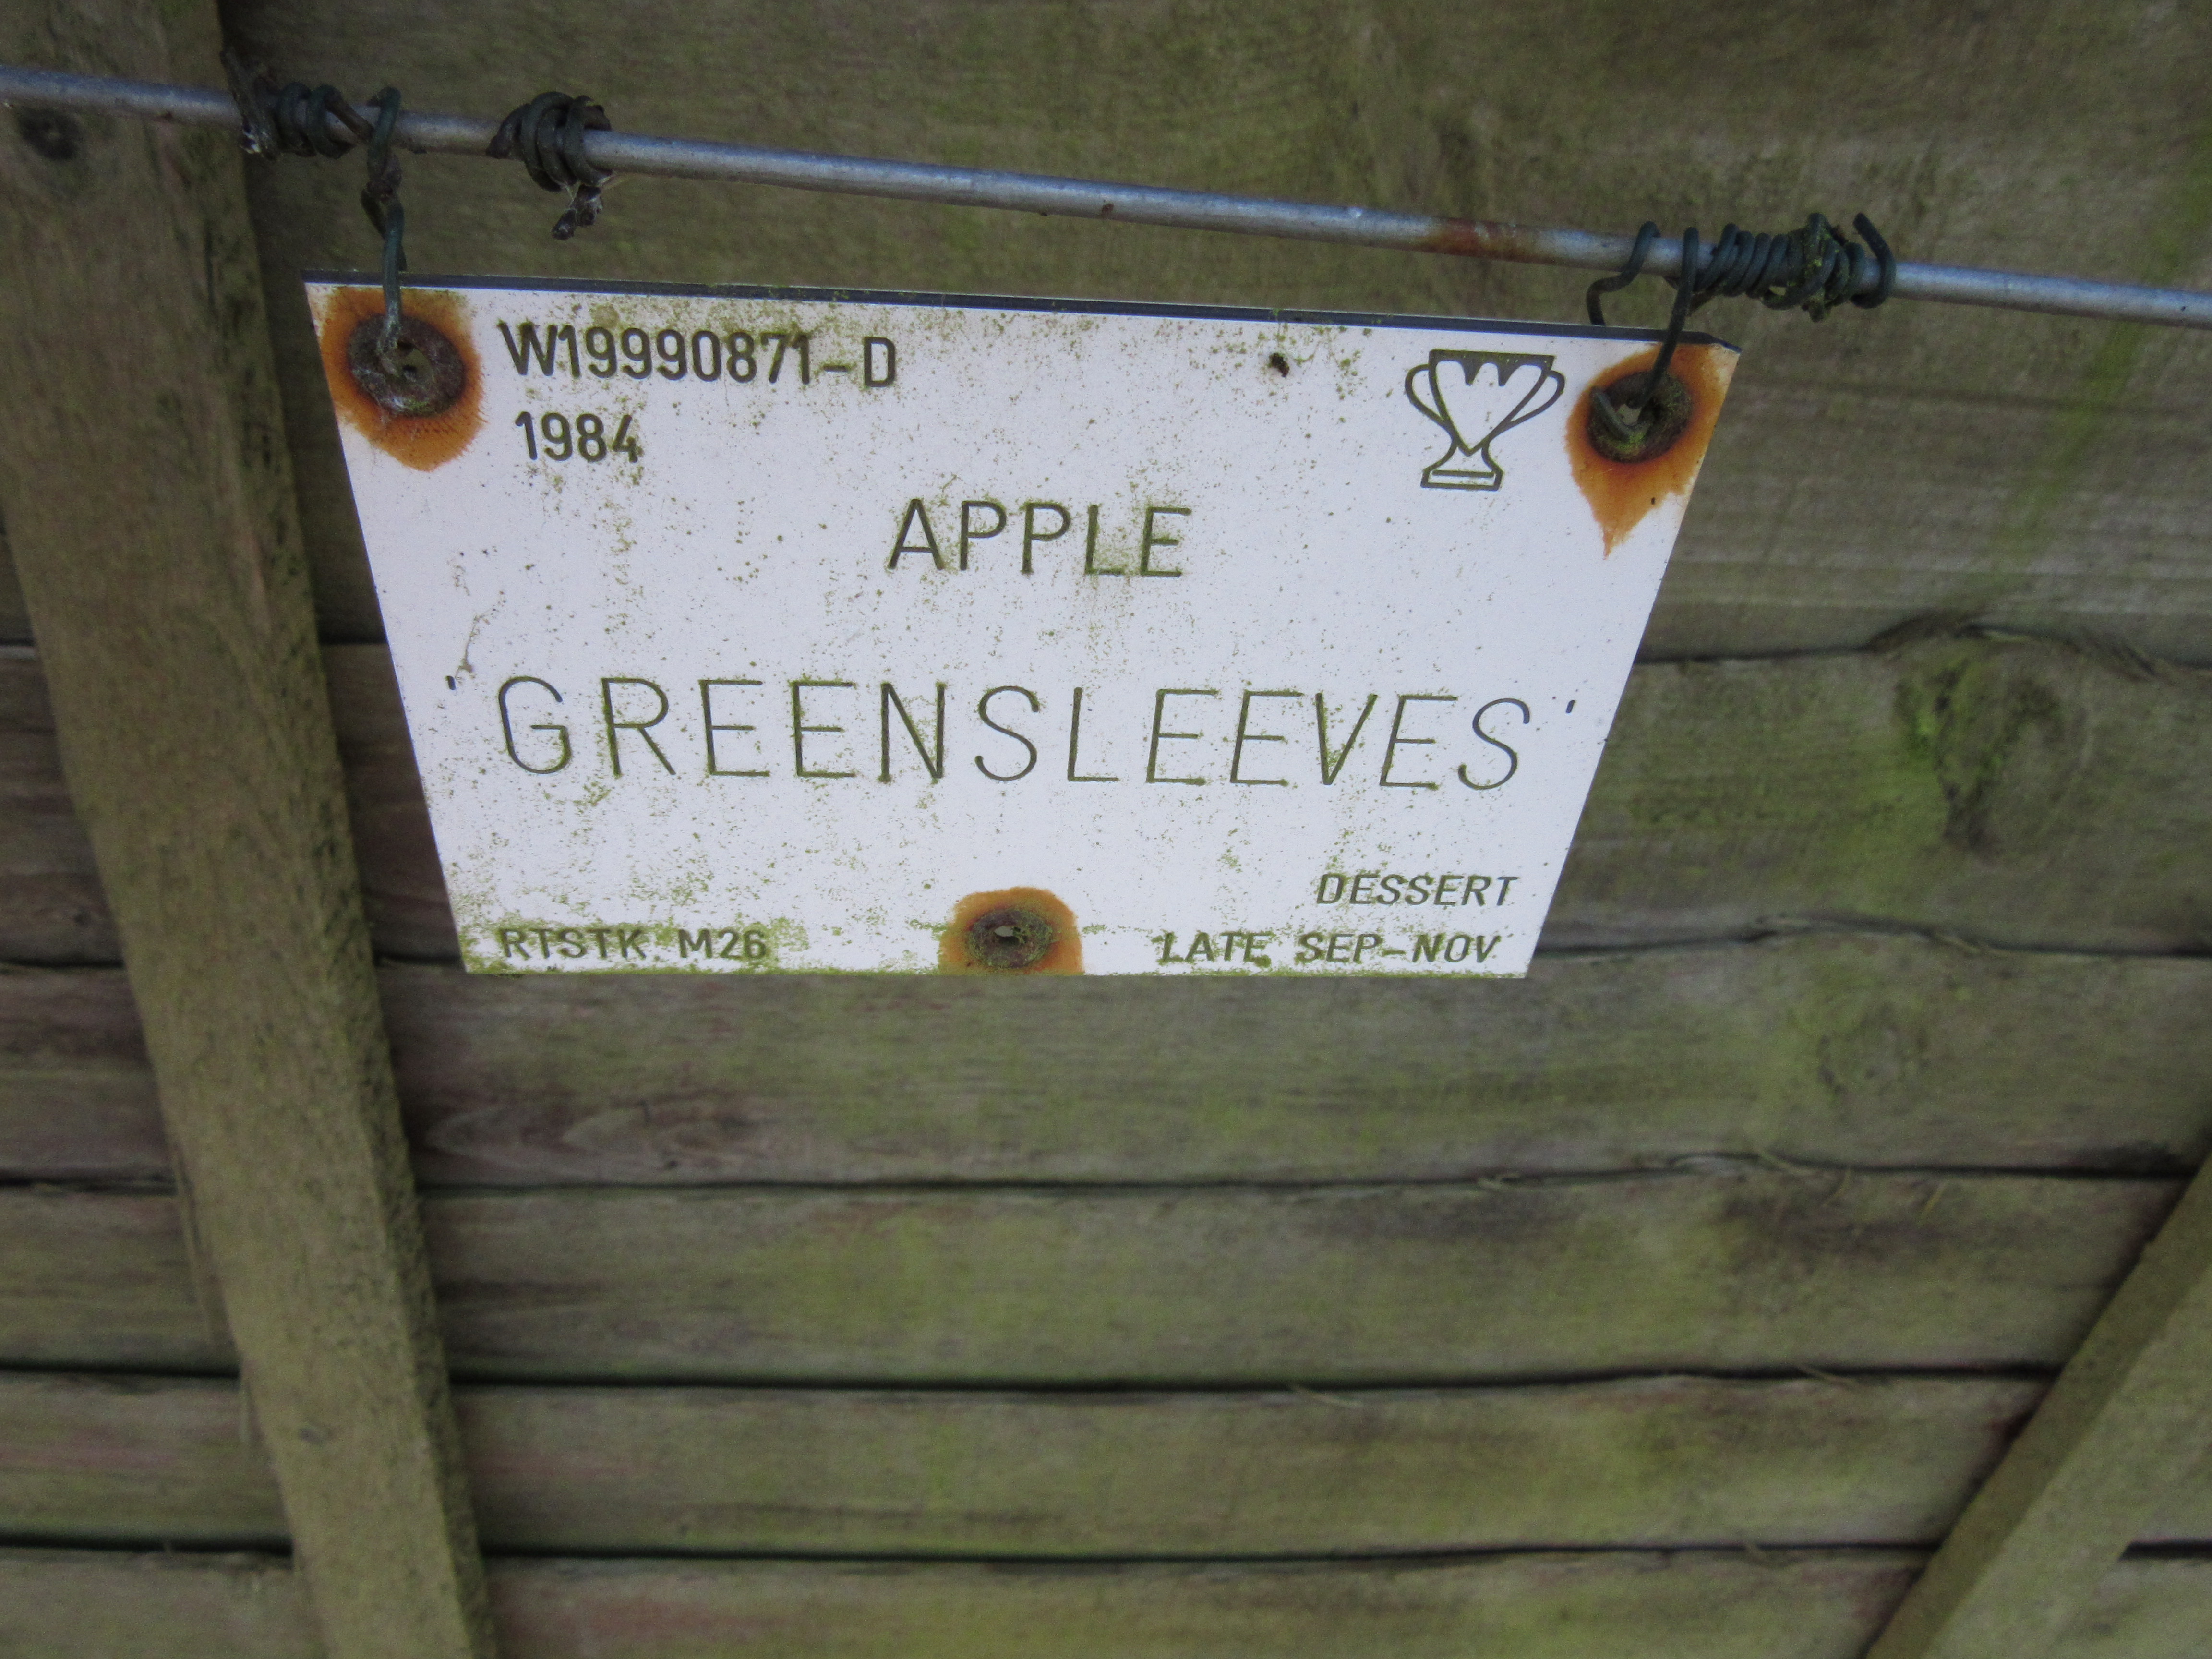 W19990871-D
1984
APPLE
'GREENSLEEVES'
DESSERT
RTSTK. M26
LATE SEP-NOV